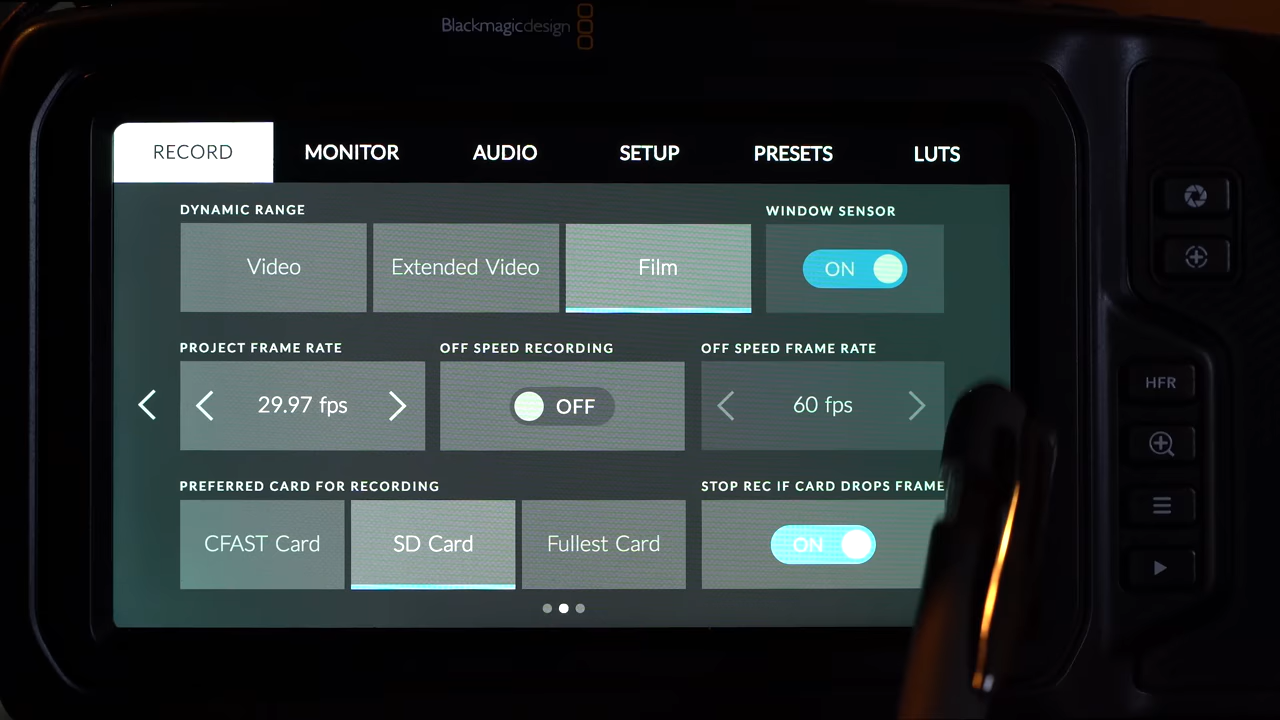 Blackmagicdesign
RECORD MONITOR AUDIO SETUP PRESETS LUTS
DYNAMIC RANGE WINDOW SENSOR
Video Extended Video Film ON
PROJECT FRAME RATE OFF SPEED RECORDING OFF SPEED FRAME RATE
29.97 fps OFF 60 fps
HFR
PREFERRED CARD FOR RECORDING STOP REC IF CARD DROPS FRAME
CFAST Card SD Card Fullest Card ON